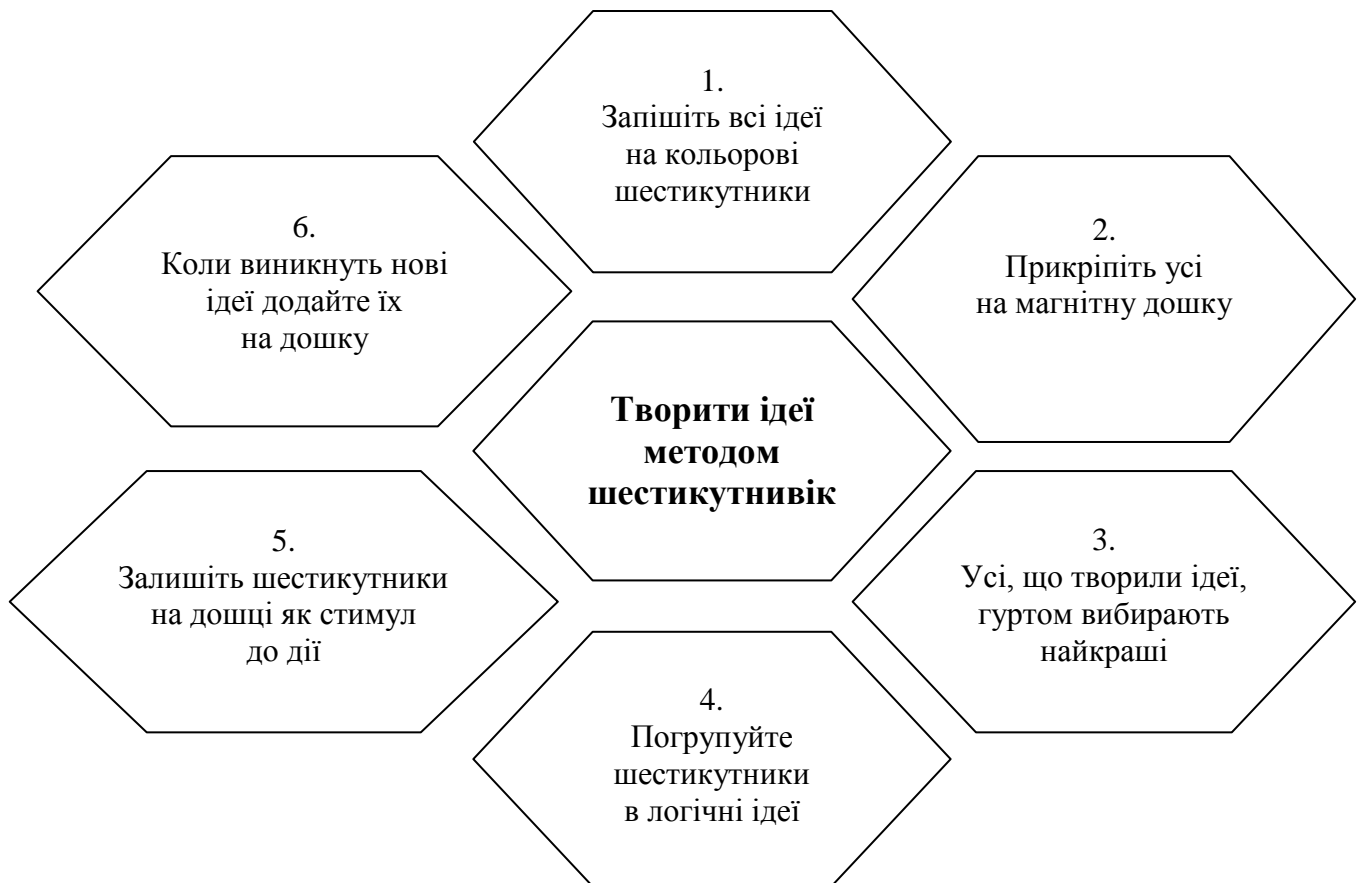 1.
Запішіть всі ідеї
на кольорові
шестикутники
2.
Прикріпіть усі
на магнітну дошку
3.
Усі, що творили ідеї,
гуртом вибирають
найкраші
4.
Погрупуйте
шестикутники
в логічні ідеї
5.
Залишіть шестикутники
на дошці як стимул
до дії
6.
Коли виникнуть нові
ідеї додайте їх
на дошку
Творити ідеї
методом
шестикутнивік